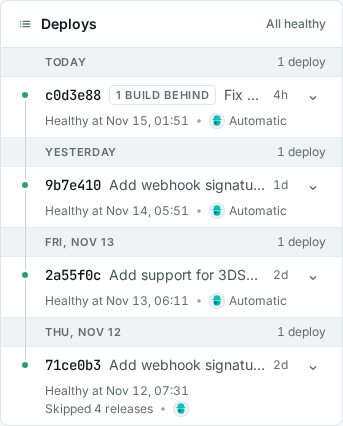 Deploys All healthy
TODAY 1 deploy
c0d3e88 1 BUILD BEHIND Fix ... 4h
Healthy at Nov 15, 01:51 • Automatic
YESTERDAY 1 deploy
9b7e410 Add webhook signatu... 1d
Healthy at Nov 14, 05:51 • Automatic
FRI, NOV 13 1 deploy
2a55f0c Add support for 3DS... 2d
Healthy at Nov 13, 06:11 • Automatic
THU, NOV 12 1 deploy
71ce0b3 Add webhook signatu... 2d
Healthy at Nov 12, 07:31
Skipped 4 releases •